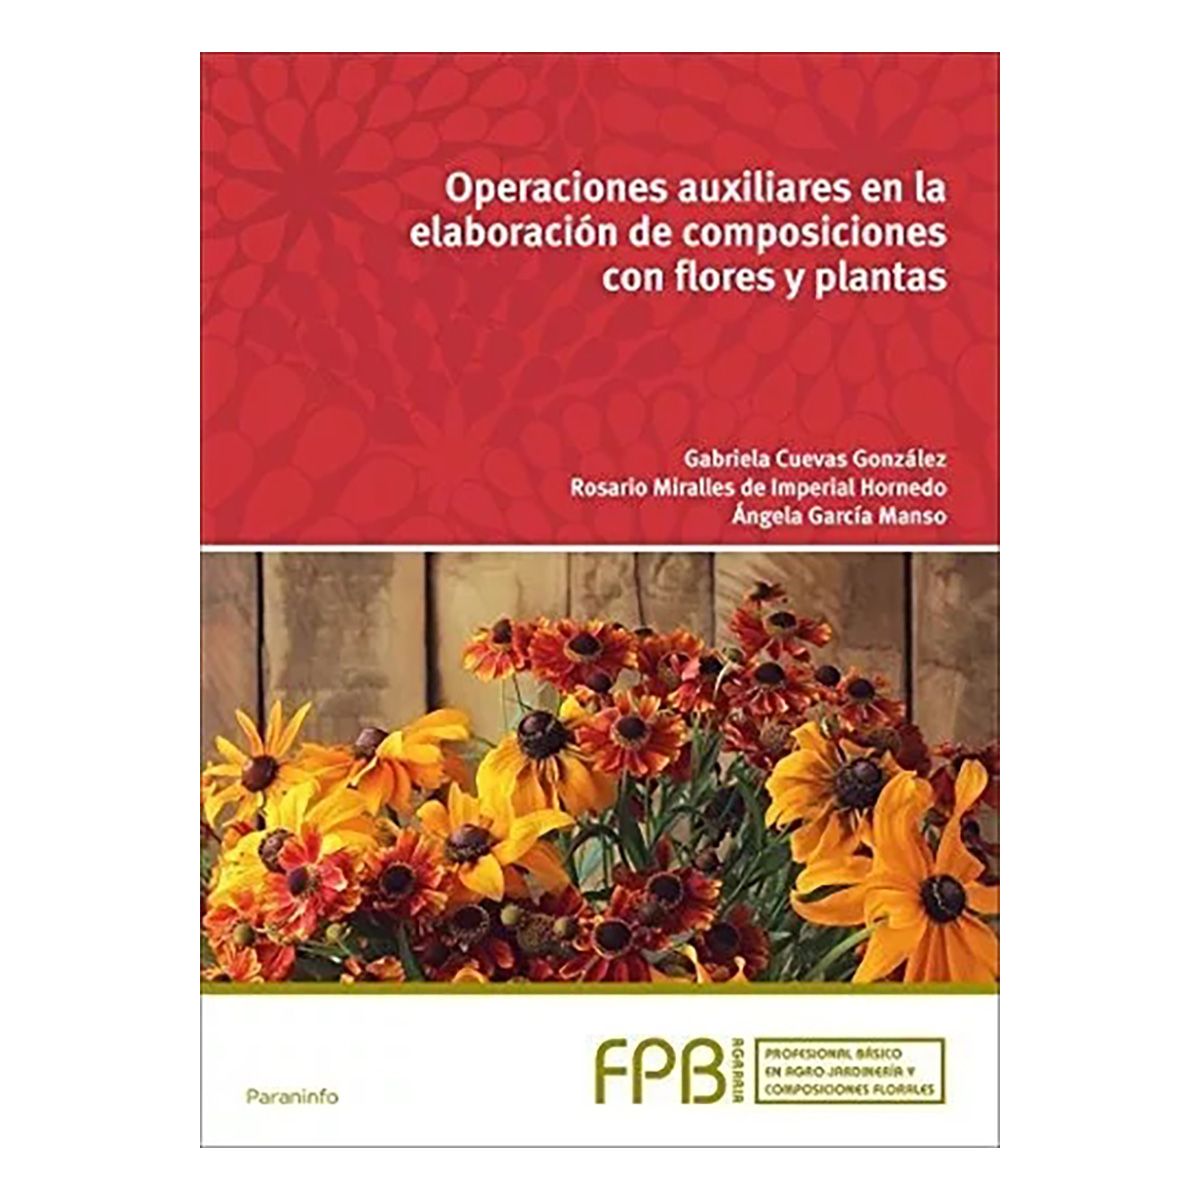 Operaciones auxiliares en la
elaboración de composiciones
con flores y plantas
Gabriela Cuevas González
Rosario Miralles de Imperial Hornedo
Ángela García Manso
Paraninfo
FPB
AGRARIA
PROFESIONAL BÁSICO
EN AGRO JARDINERÍA Y
COMPOSICIONES FLORALES